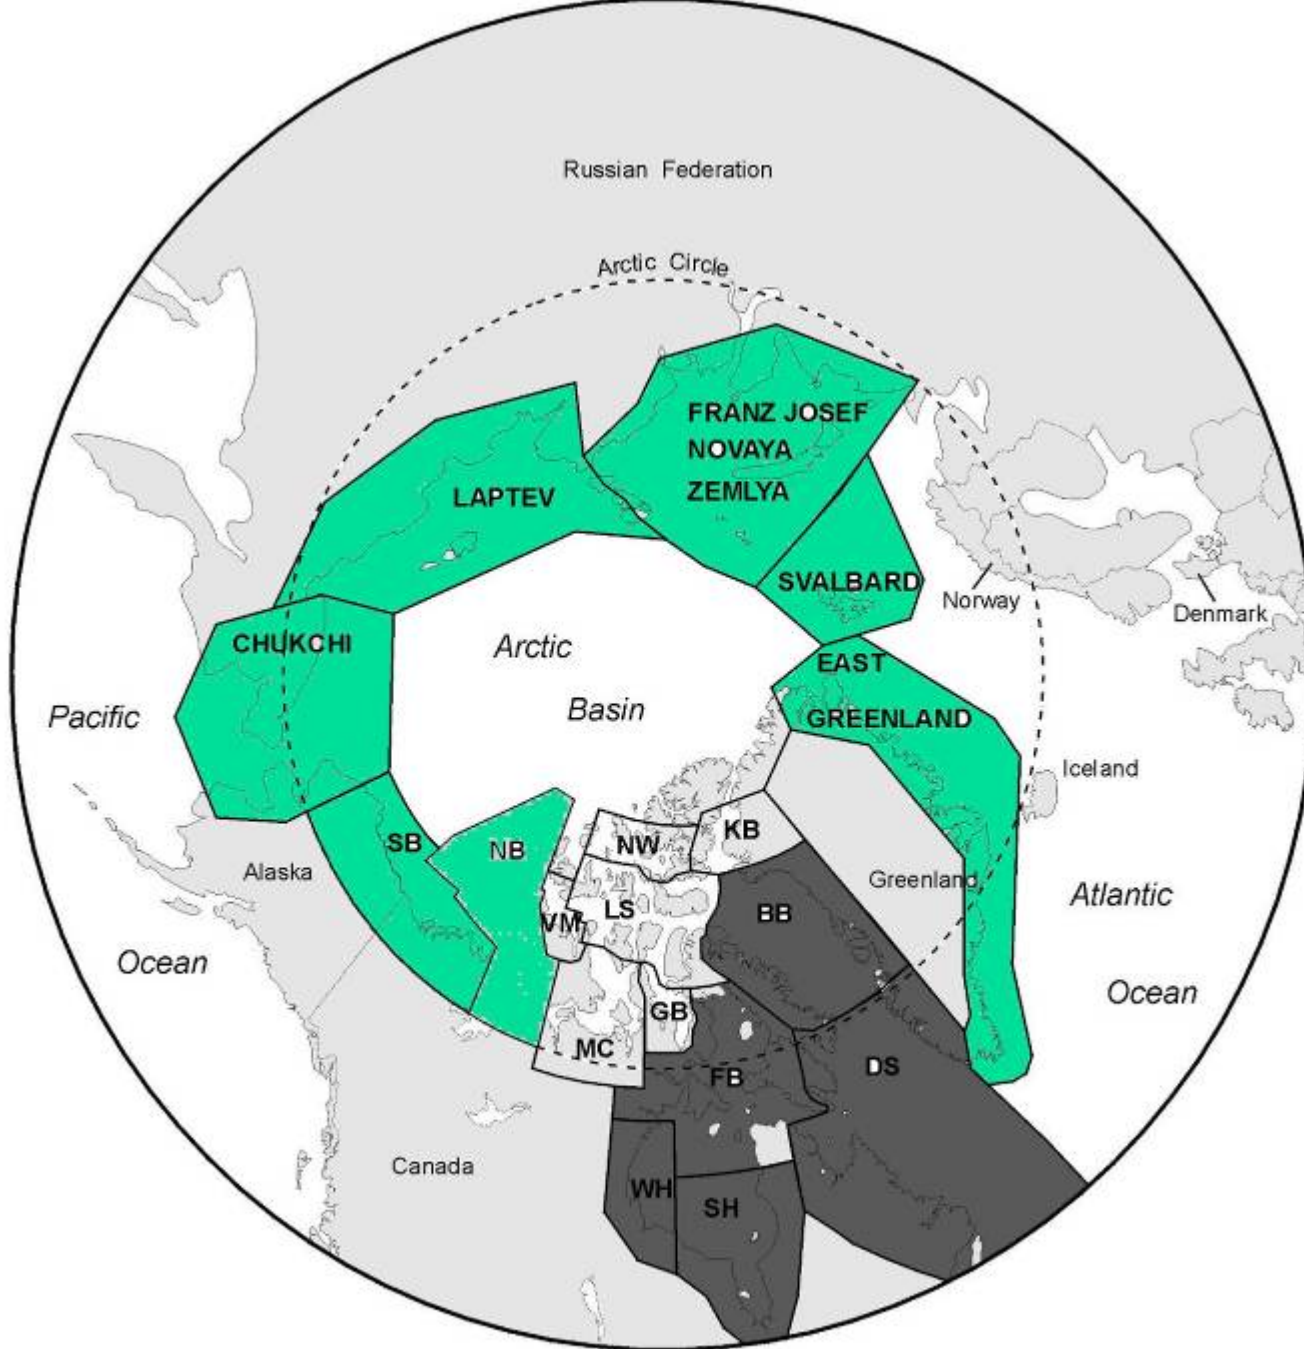 Russian Federation
Arctic Circle
FRANZ JOSEF
NOVAYA
ZEMLYA
LAPTEV
SVALBARD
Norway
Denmark
CHUKCHI
Arctic
Basin
EAST
GREENLAND
Pacific
Iceland
SB
NB
NW
KB
Alaska
Greenland
Atlantic
VM
LS
BB
Ocean
Ocean
GB
MC
FB
DS
Canada
WH
SH